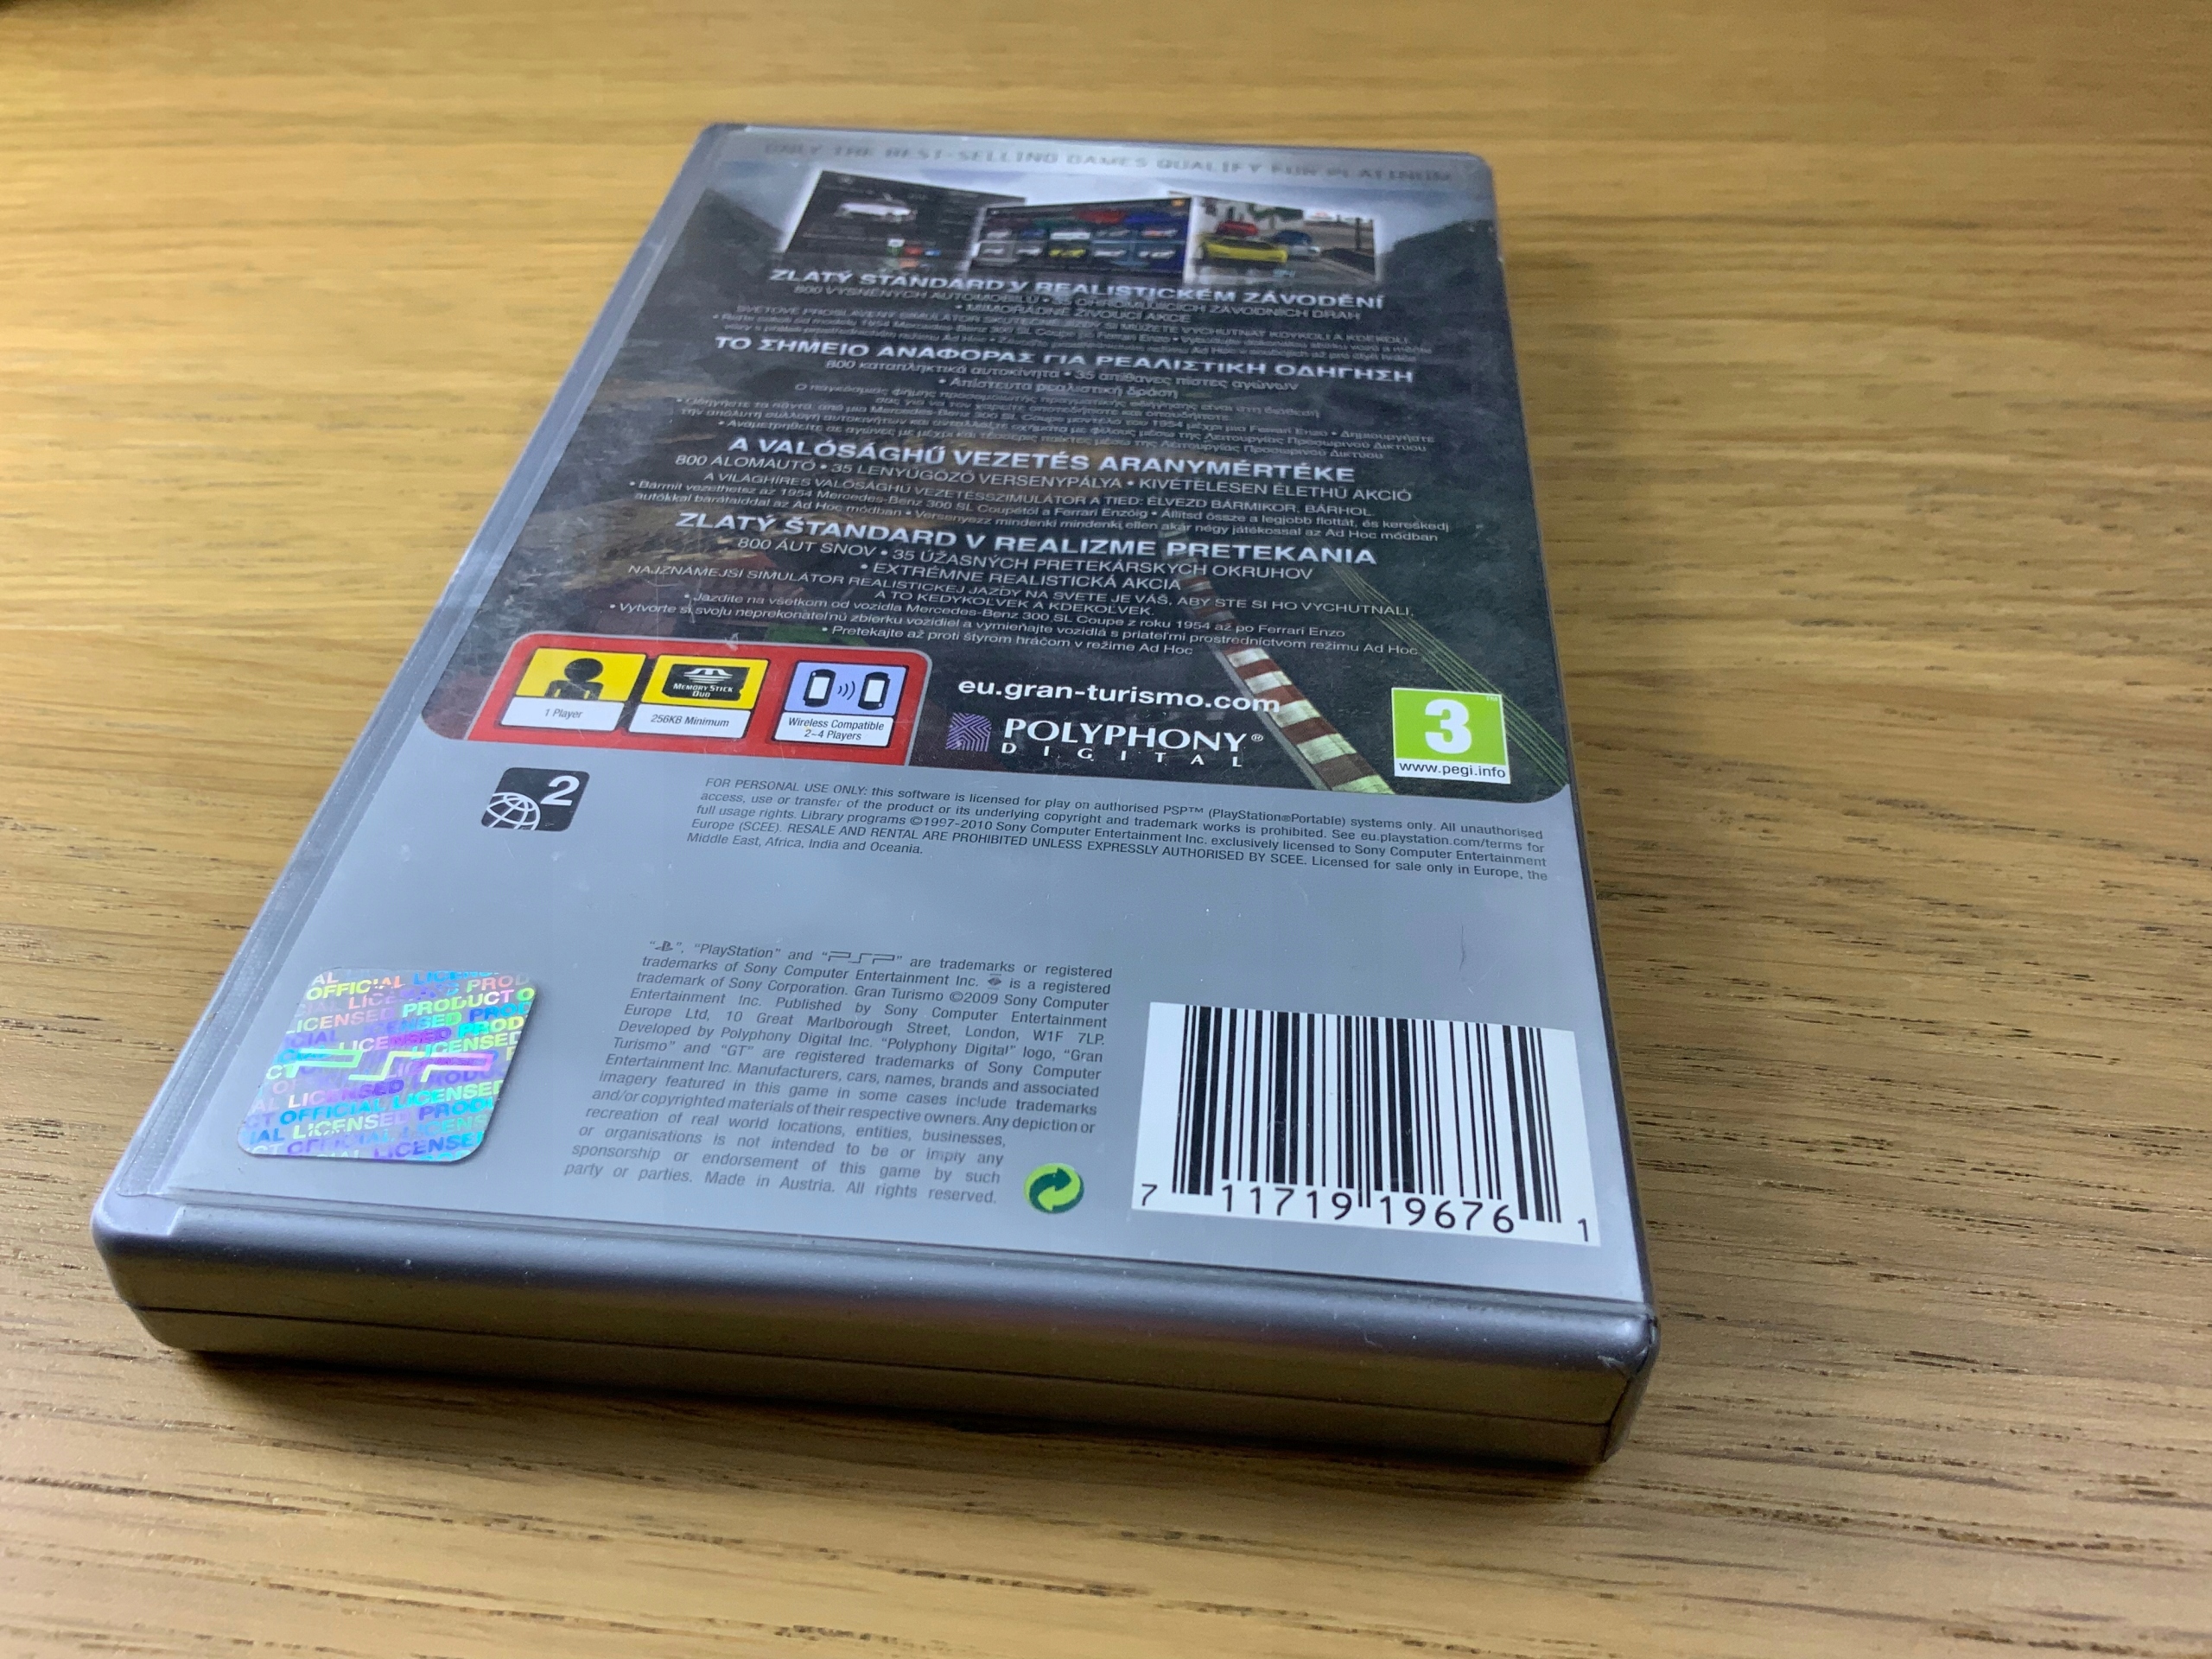 ONLY THE BEST-SELLING GAMES QUALIFY FOR PLATINUM
ZLATÝ STANDARD V REALISTICKÉM ZÁVODĚNÍ
800 VYSNĚNÝCH AUTOMOBILŮ • 35 OHROMUJÍCÍCH ZÁVODNÍCH DRAH
• MIMOŘÁDNĚ ŽIVOUCÍ AKCE
ΤΟ ΣΗΜΕΙΟ ΑΝΑΦΟΡΑΣ ΓΙΑ ΡΕΑΛΙΣΤΙΚΗ ΟΔΗΓΗΣΗ
800 καταπληκτικά αυτοκίνητα • 35 απίθανες πίστες αγώνων
• Απίστευτα ρεαλιστική δράση
A VALÓSÁGHŰ VEZETÉS ARANYMÉRTÉKE
800 ÁLOMAUTÓ • 35 LENYŰGÖZŐ VERSENYPÁLYA • KIVÉTELESEN ÉLETHŰ AKCIÓ
A VILÁGHÍRES VALÓSÁGHŰ VEZETÉSSZIMULÁTOR A TIED: ÉLVEZD BÁRMIKOR, BÁRHOL.
• Bármit vezethetsz az 1954 Mercedes-Benz 300 SL Coupétól a Ferrari Enzóig • Állítsd össze a legjobb flottát, és kereskedj
autókkal barátaiddal az Ad Hoc módban • Versenyezz mindenki mindenki ellen akár négy játékossal az Ad Hoc módban
ZLATÝ ŠTANDARD V REALIZME PRETEKANIA
800 ÁUT SNOV • 35 ÚŽASNÝCH PRETEKÁRSKYCH OKRUHOV
• EXTRÉMNE REALISTICKÁ AKCIA
NAJZNÁMEJŠÍ SIMULÁTOR REALISTICKEJ JAZDY NA SVETE JE VÁŠ, ABY STE SI HO VYCHUTNALI,
A TO KEDYKOĽVEK A KDEKOĽVEK.
• Jazdite na všetkom od vozidla Mercedes-Benz 300 SL Coupe z roku 1954 až po Ferrari Enzo
• Vytvorte si svoju neprekonateľnú zbierku vozidiel a vymieňajte vozidlá s priateľmi prostredníctvom režimu Ad Hoc
• Pretekajte až proti štyrom hráčom v režime Ad Hoc
1 Player
MEMORY STICK
DUO
256KB Minimum
Wireless Compatible
2-4 Players
eu.gran-turismo.com
POLYPHONY®
DIGITAL
3
™
www.pegi.info
2
FOR PERSONAL USE ONLY: this software is licensed for play on authorised PSP™ (PlayStation®Portable) systems only. All unauthorised
access, use or transfer of the product or its underlying copyright and trademark works is prohibited. See eu.playstation.com/terms for
full usage rights. Library programs ©1997-2010 Sony Computer Entertainment Inc. exclusively licensed to Sony Computer Entertainment
Europe (SCEE). RESALE AND RENTAL ARE PROHIBITED UNLESS EXPRESSLY AUTHORISED BY SCEE. Licensed for sale only in Europe, the
Middle East, Africa, India and Oceania.
OFFICIAL LICENSED PRODUCT
PSP
"", "PlayStation" and "PSP" are trademarks or registered
trademarks of Sony Computer Entertainment Inc. is a registered
trademark of Sony Corporation. Gran Turismo ©2009 Sony Computer
Entertainment Inc. Published by Sony Computer Entertainment
Europe Ltd, 10 Great Marlborough Street, London, W1F 7LP.
Developed by Polyphony Digital Inc. "Polyphony Digital" logo, "Gran
Turismo" and "GT" are registered trademarks of Sony Computer
Entertainment Inc. Manufacturers, cars, names, brands and associated
imagery featured in this game in some cases include trademarks
and/or copyrighted materials of their respective owners. Any depiction or
recreation of real world locations, entities, businesses,
or organisations is not intended to be or imply any
sponsorship or endorsement of this game by such
party or parties. Made in Austria. All rights reserved.
7 11719 19676 1